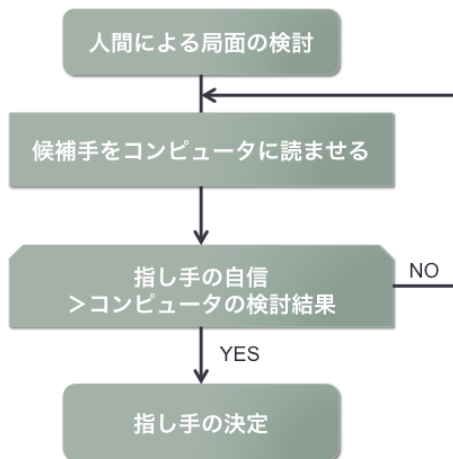 人間による局面の検討
候補手をコンピュータに読ませる
指し手の自信
＞コンピュータの検討結果
NO
YES
指し手の決定